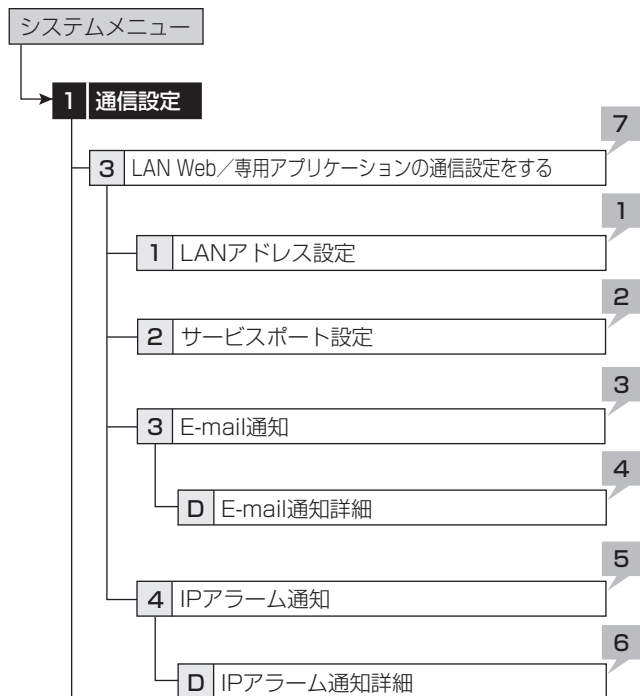 システムメニュー
1 通信設定
7
3 LAN Web/専用アプリケーションの通信設定をする
1
1 LANアドレス設定
2
2 サービスポート設定
3
3 E-mail通知
4
D E-mail通知詳細
5
4 IPアラーム通知
6
D IPアラーム通知詳細